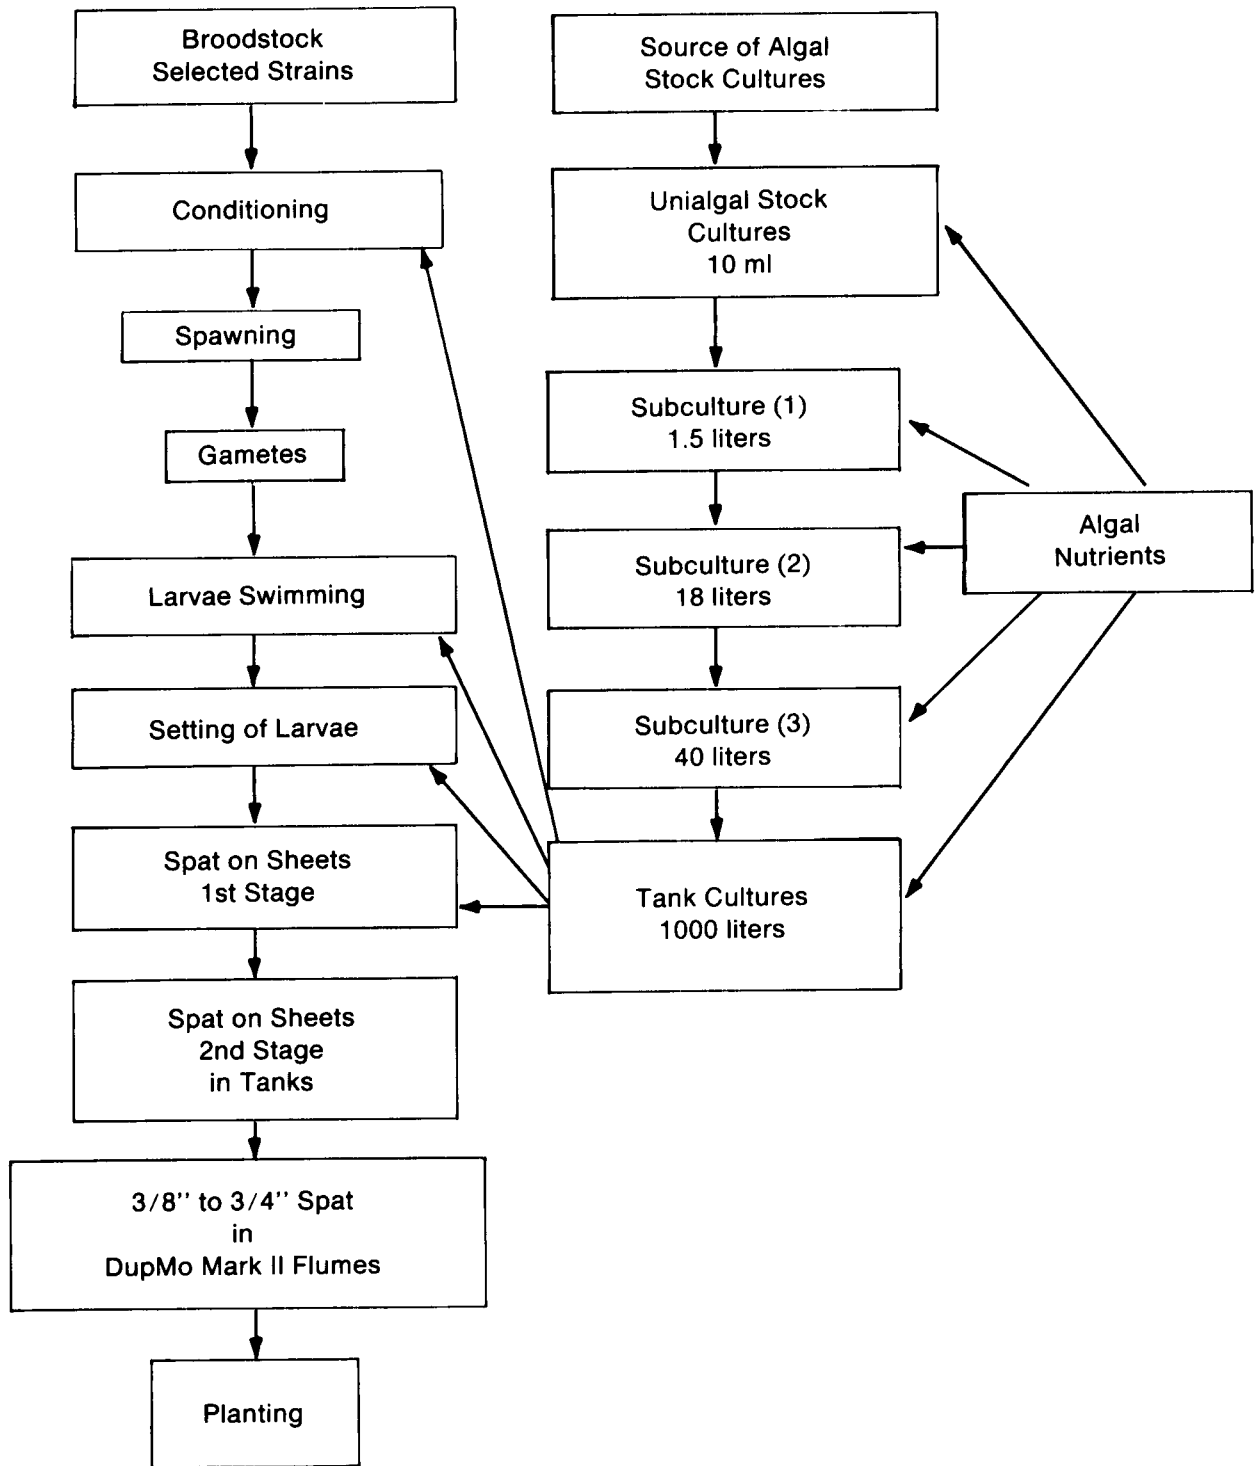 Broodstock
Selected Strains
Conditioning
Spawning
Gametes
Larvae Swimming
Setting of Larvae
Spat on Sheets
1st Stage
Spat on Sheets
2nd Stage
in Tanks
3/8'' to 3/4'' Spat
in
DupMo Mark II Flumes
Planting
Source of Algal
Stock Cultures
Unialgal Stock
Cultures
10 ml
Subculture (1)
1.5 liters
Subculture (2)
18 liters
Subculture (3)
40 liters
Tank Cultures
1000 liters
Algal
Nutrients